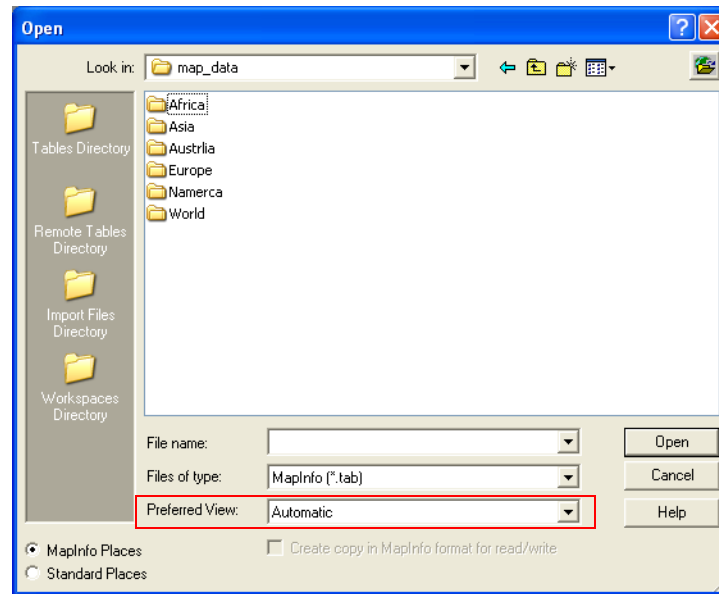 Open
Look in: map_data
Africa
Asia
Austrlia
Europe
Namerca
World
Tables Directory
Remote Tables
Directory
Import Files
Directory
Workspaces
Directory
File name:
Open
Files of type: MapInfo (*.tab)
Cancel
Preferred View: Automatic
Help
MapInfo Places
Create copy in MapInfo format for read/write
Standard Places